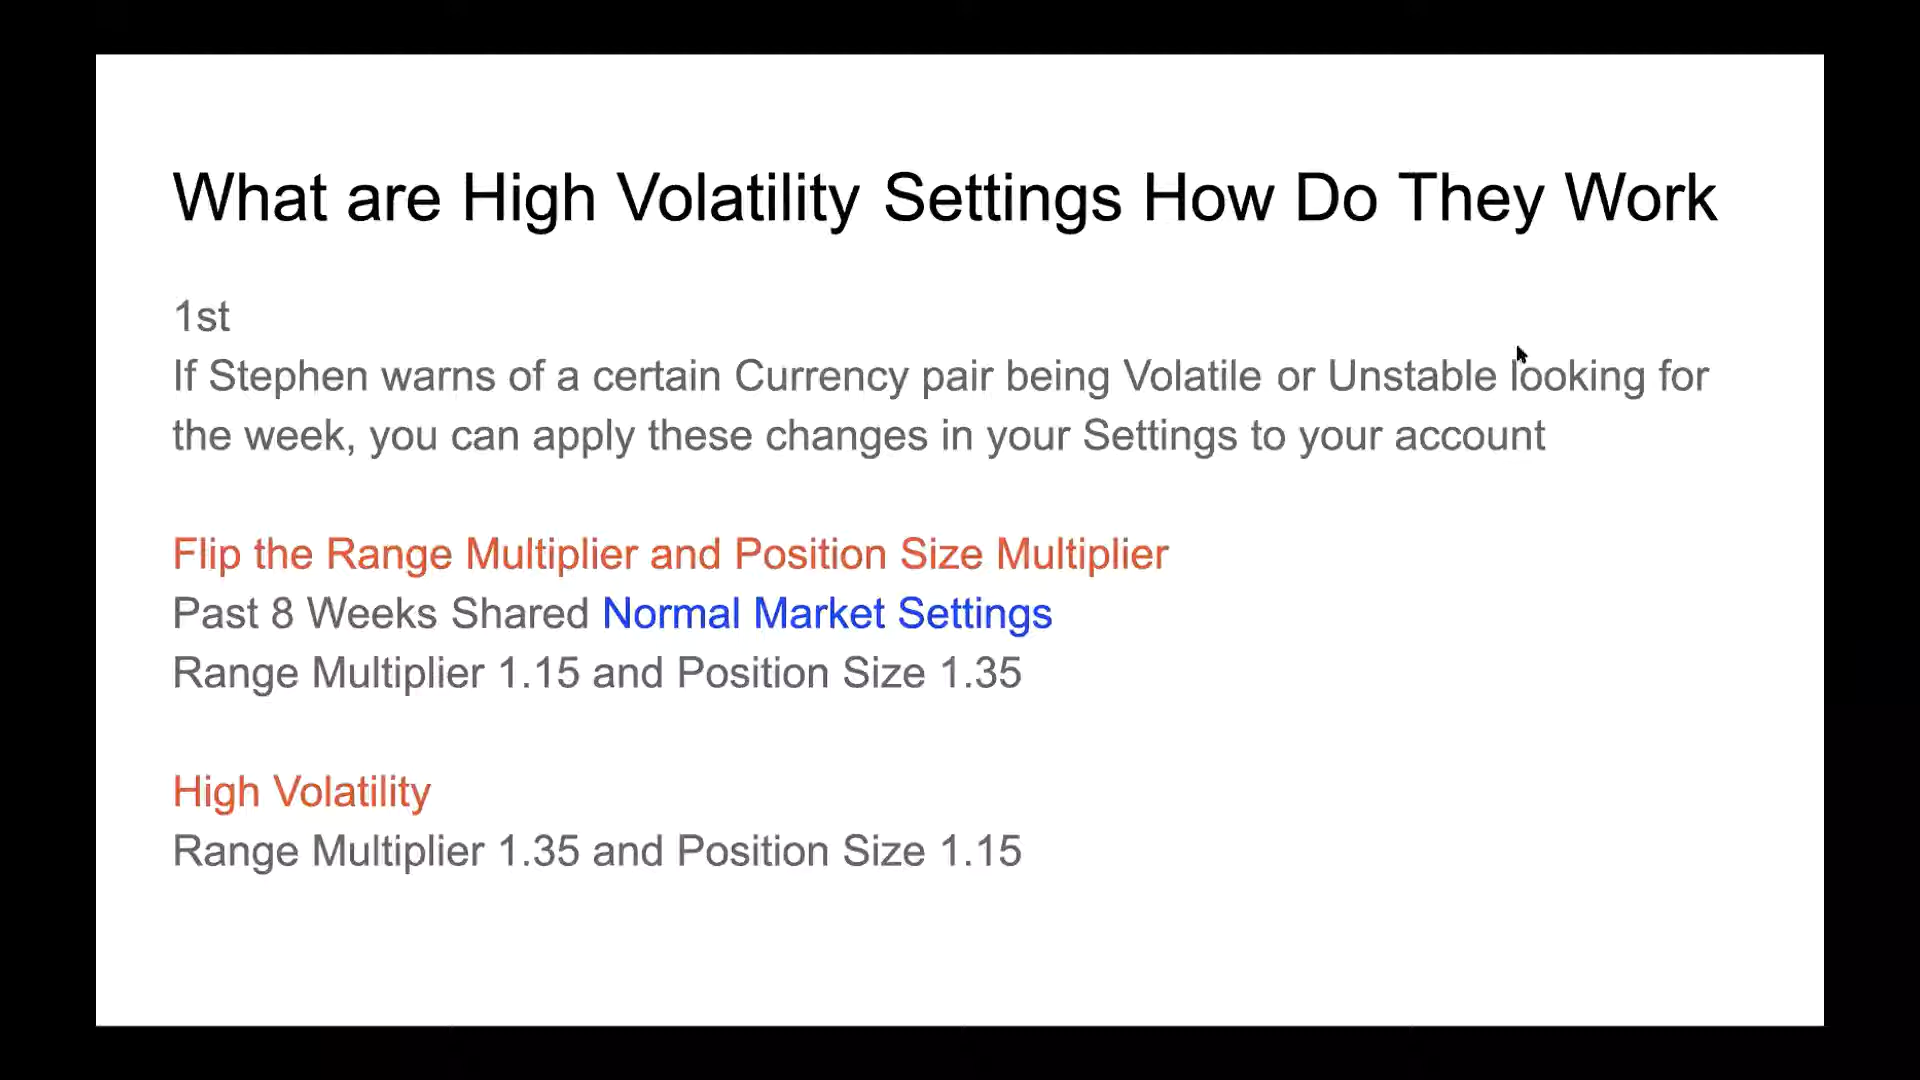 What are High Volatility Settings How Do They Work
1st
If Stephen warns of a certain Currency pair being Volatile or Unstable looking for
the week, you can apply these changes in your Settings to your account
Flip the Range Multiplier and Position Size Multiplier
Past 8 Weeks Shared Normal Market Settings
Range Multiplier 1.15 and Position Size 1.35
High Volatility
Range Multiplier 1.35 and Position Size 1.15